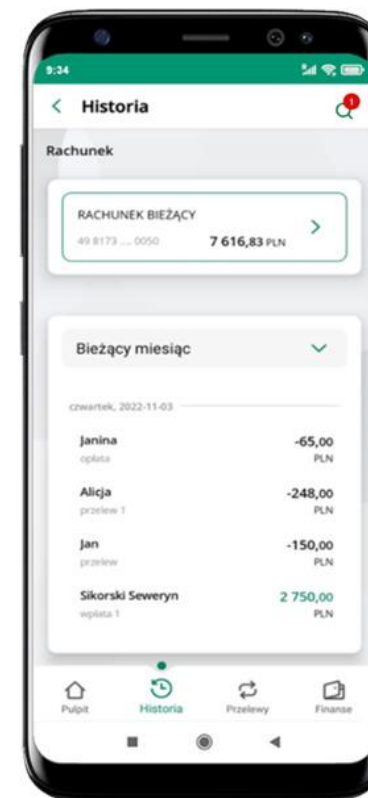 9:34
Historia
1
Rachunek
RACHUNEK BIEŻĄCY
49 8173 .... 0050 7 616,83 PLN
Bieżący miesiąc
czwartek, 2022-11-03
Janina -65,00
opłata PLN
Alicja -248,00
przelew 1 PLN
Jan -150,00
przelew PLN
Sikorski Seweryn 2 750,00
wpłata 1 PLN
Pulpit Historia Przelewy Finanse